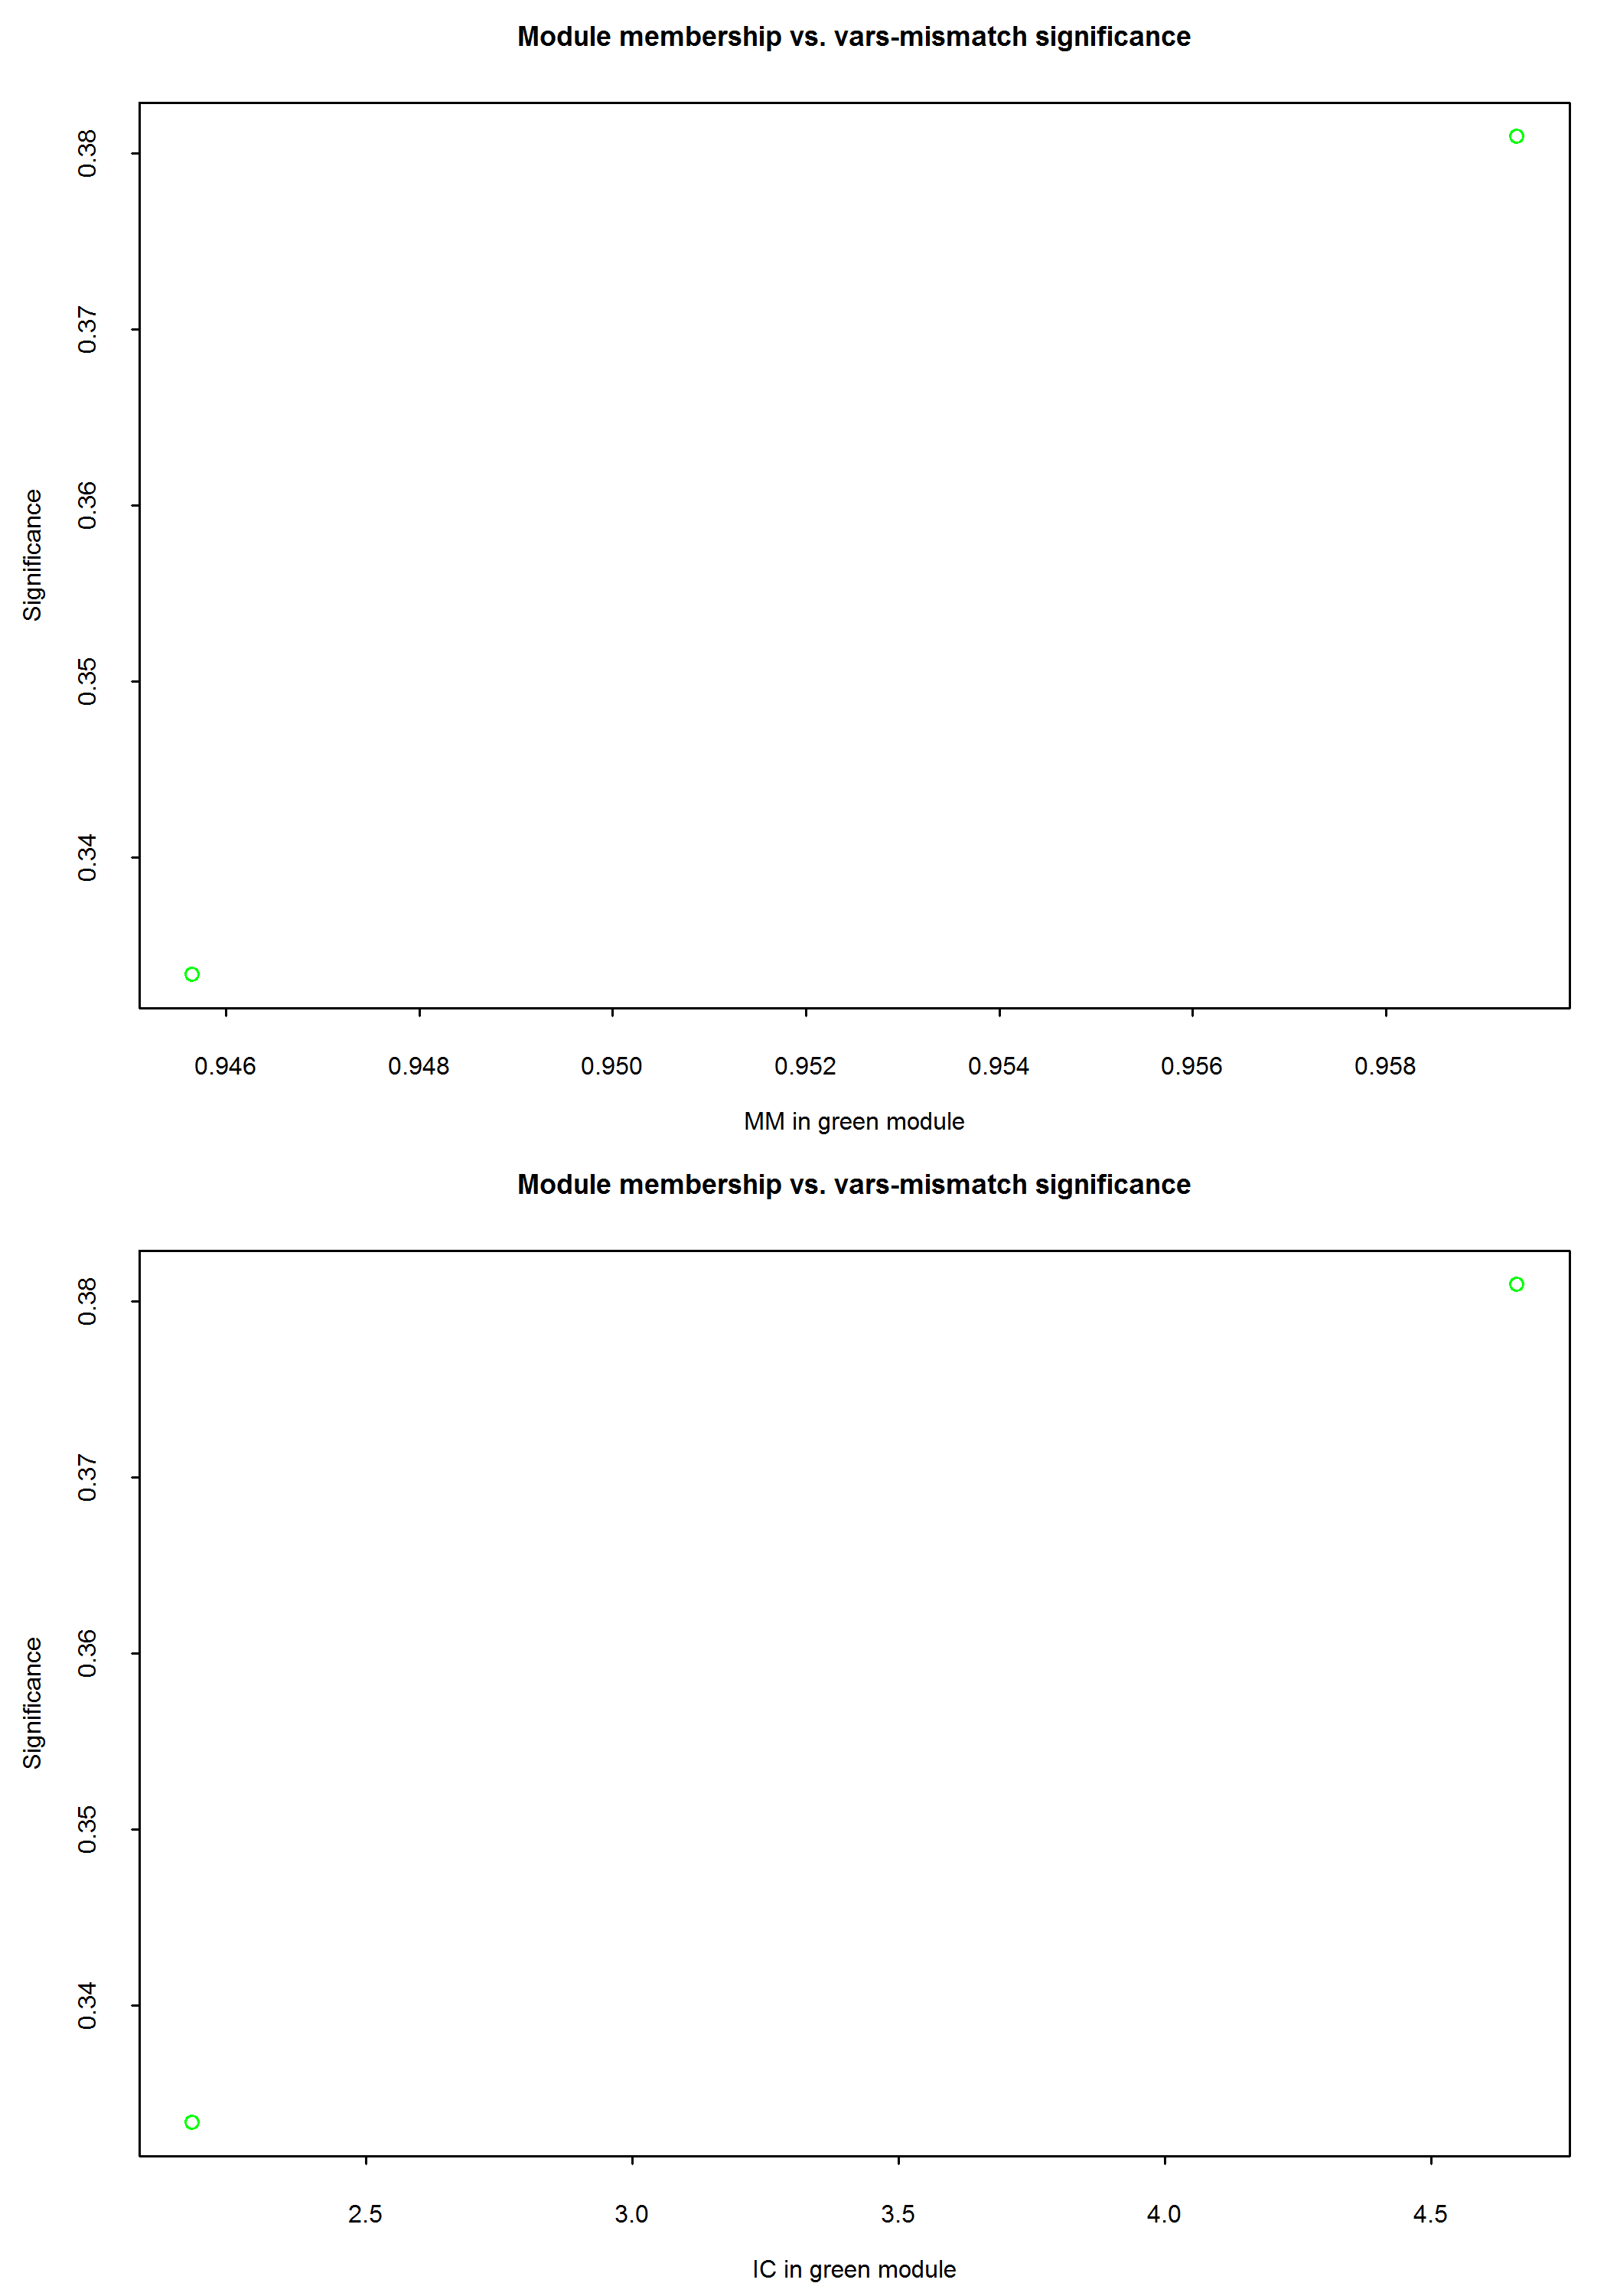 Module membership vs. vars-mismatch significance
0.38
0.37
0.36
0.35
0.34
Significance
0.946 0.948 0.950 0.952 0.954 0.956 0.958
MM in green module
Module membership vs. vars-mismatch significance
0.38
0.37
0.36
0.35
0.34
Significance
2.5 3.0 3.5 4.0 4.5
IC in green module